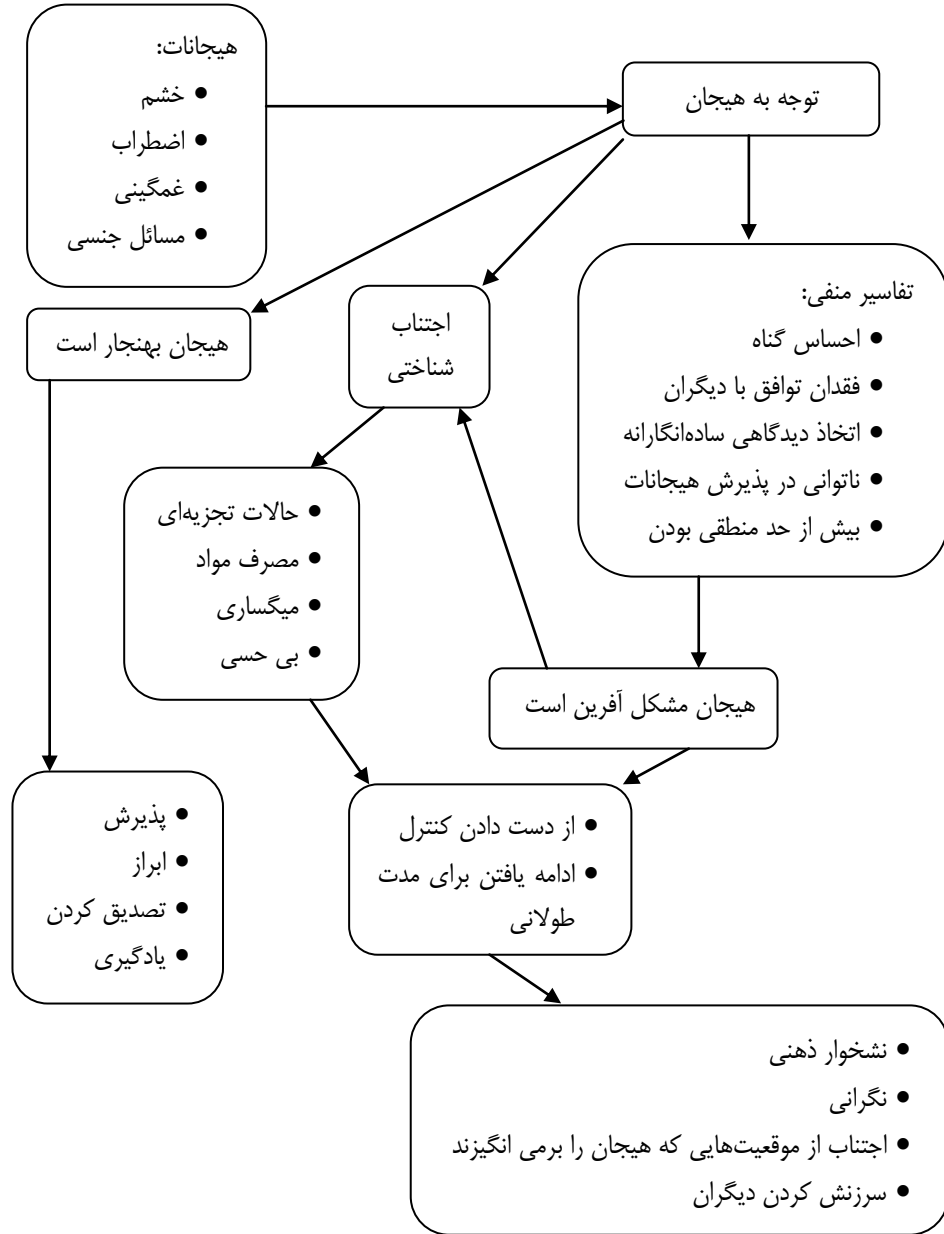 هیجانات:
● خشم
● اضطراب
● غمگینی
● مسائل جنسی
توجه به هیجان
تفاسیر منفی:
● احساس گناه
● فقدان توافق با دیگران
● اتخاذ دیدگاهی ساده‌انگارانه
● ناتوانی در پذیرش هیجانات
● بیش از حد منطقی بودن
اجتناب
شناختی
هیجان بهنجار است
● حالات تجزیه‌ای
● مصرف مواد
● میگساری
● بی حسی
هیجان مشکل آفرین است
● پذیرش
● ابراز
● تصدیق کردن
● یادگیری
● از دست دادن کنترل
● ادامه یافتن برای مدت
طولانی
● نشخوار ذهنی
● نگرانی
● اجتناب از موقعیت‌هایی که هیجان را برمی انگیزند
● سرزنش کردن دیگران